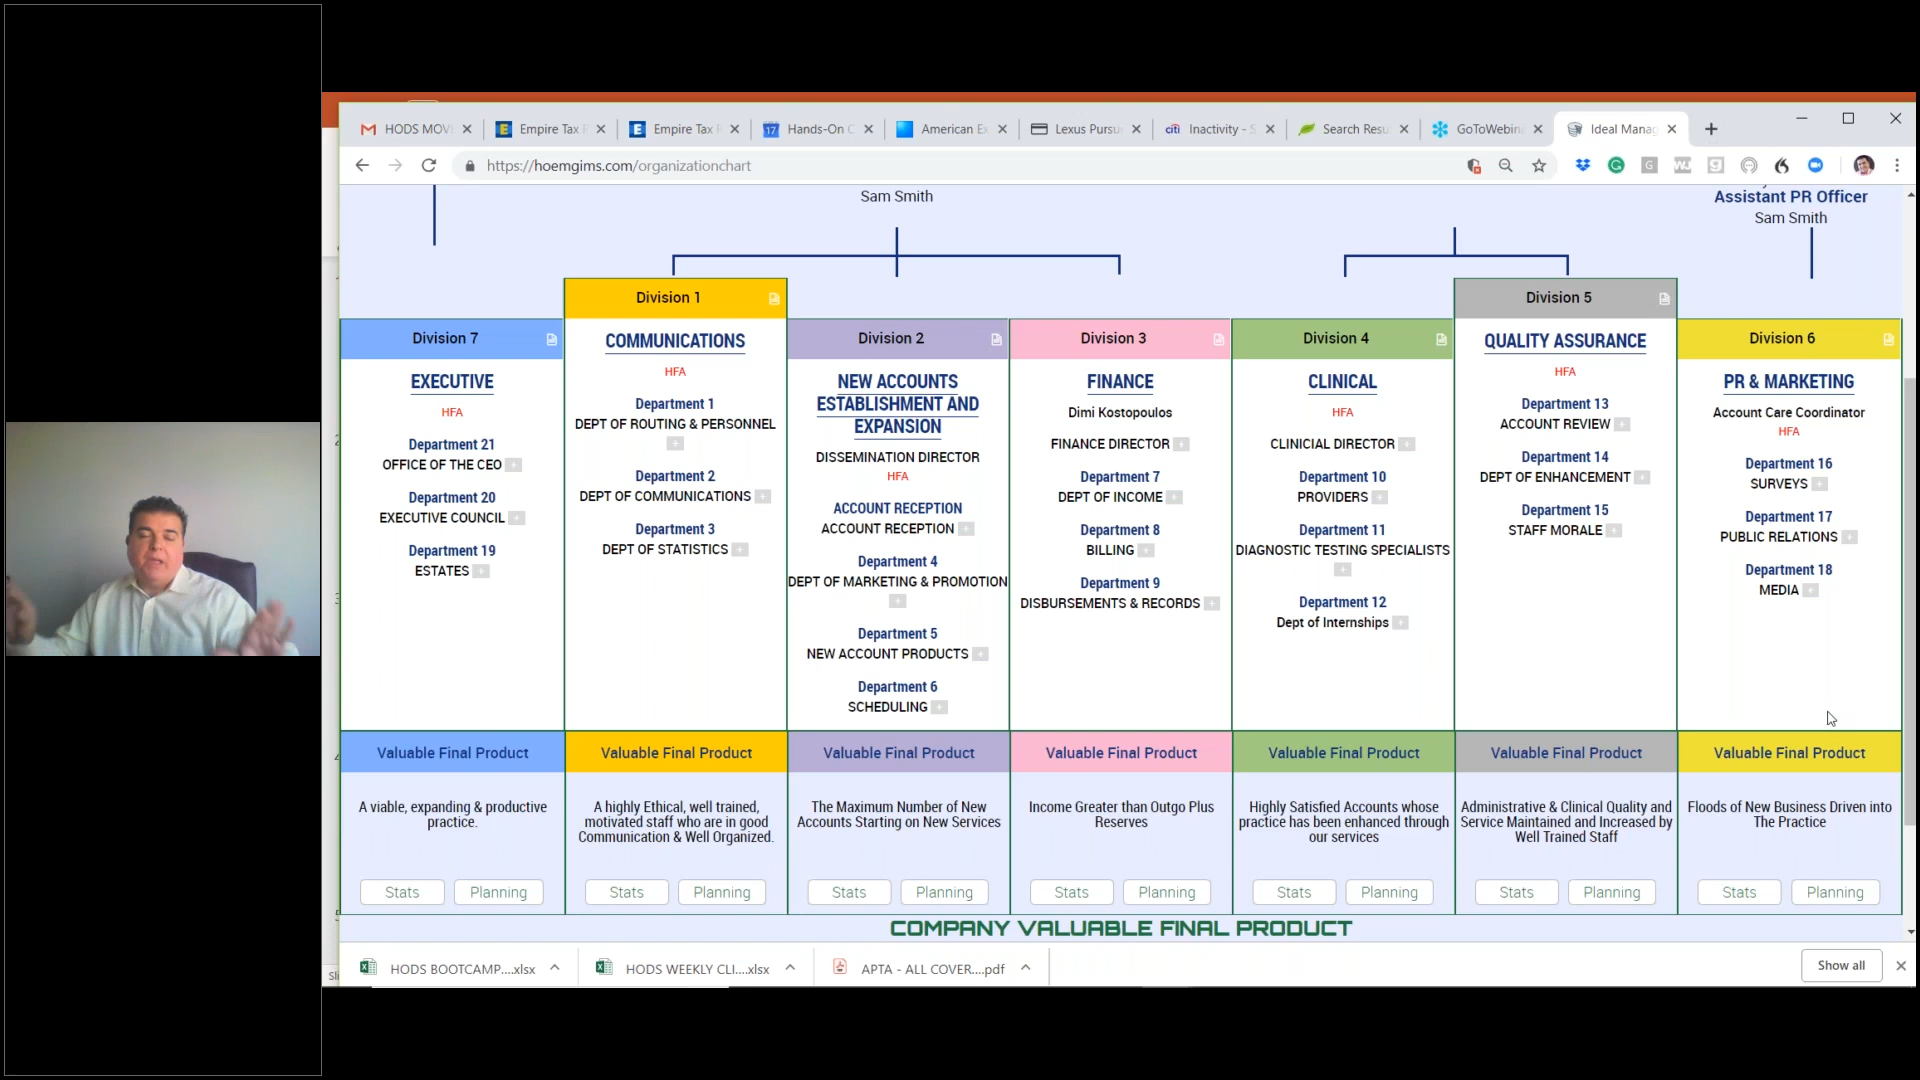 HODS MOV
Empire Tax
Empire Tax
17
Hands-On C
American Ex
Lexus Pursu
citi
Inactivity - S
Search Resu
GoToWebin
Ideal Manag
https://hoemgims.com/organizationchart
Sam Smith
Assistant PR Officer
Sam Smith
Division 7
EXECUTIVE
HFA
Department 21
OFFICE OF THE CEO +
Department 20
EXECUTIVE COUNCIL +
Department 19
ESTATES +
Valuable Final Product
A viable, expanding & productive
practice.
Stats Planning
Division 1
COMMUNICATIONS
HFA
Department 1
DEPT OF ROUTING & PERSONNEL
+
Department 2
DEPT OF COMMUNICATIONS +
Department 3
DEPT OF STATISTICS +
Valuable Final Product
A highly Ethical, well trained,
motivated staff who are in good
Communication & Well Organized.
Stats Planning
Division 2
NEW ACCOUNTS
ESTABLISHMENT AND
EXPANSION
DISSEMINATION DIRECTOR
HFA
ACCOUNT RECEPTION
ACCOUNT RECEPTION +
Department 4
DEPT OF MARKETING & PROMOTION
+
Department 5
NEW ACCOUNT PRODUCTS +
Department 6
SCHEDULING +
Valuable Final Product
The Maximum Number of New
Accounts Starting on New Services
Stats Planning
Division 3
FINANCE
Dimi Kostopoulos
FINANCE DIRECTOR +
Department 7
DEPT OF INCOME +
Department 8
BILLING +
Department 9
DISBURSEMENTS & RECORDS +
Valuable Final Product
Income Greater than Outgo Plus
Reserves
Stats Planning
Division 4
CLINICAL
HFA
CLINICIAL DIRECTOR +
Department 10
PROVIDERS +
Department 11
DIAGNOSTIC TESTING SPECIALISTS
+
Department 12
Dept of Internships +
Valuable Final Product
Highly Satisfied Accounts whose
practice has been enhanced through
our services
Stats Planning
Division 5
QUALITY ASSURANCE
HFA
Department 13
ACCOUNT REVIEW +
Department 14
DEPT OF ENHANCEMENT +
Department 15
STAFF MORALE +
Valuable Final Product
Administrative & Clinical Quality and
Service Maintained and Increased by
Well Trained Staff
Stats Planning
Division 6
PR & MARKETING
Account Care Coordinator
HFA
Department 16
SURVEYS +
Department 17
PUBLIC RELATIONS +
Department 18
MEDIA +
Valuable Final Product
Floods of New Business Driven into
The Practice
Stats Planning
COMPANY VALUABLE FINAL PRODUCT
HODS BOOTCAMP....xlsx
HODS WEEKLY CLI....xlsx
APTA - ALL COVER....pdf
Show all